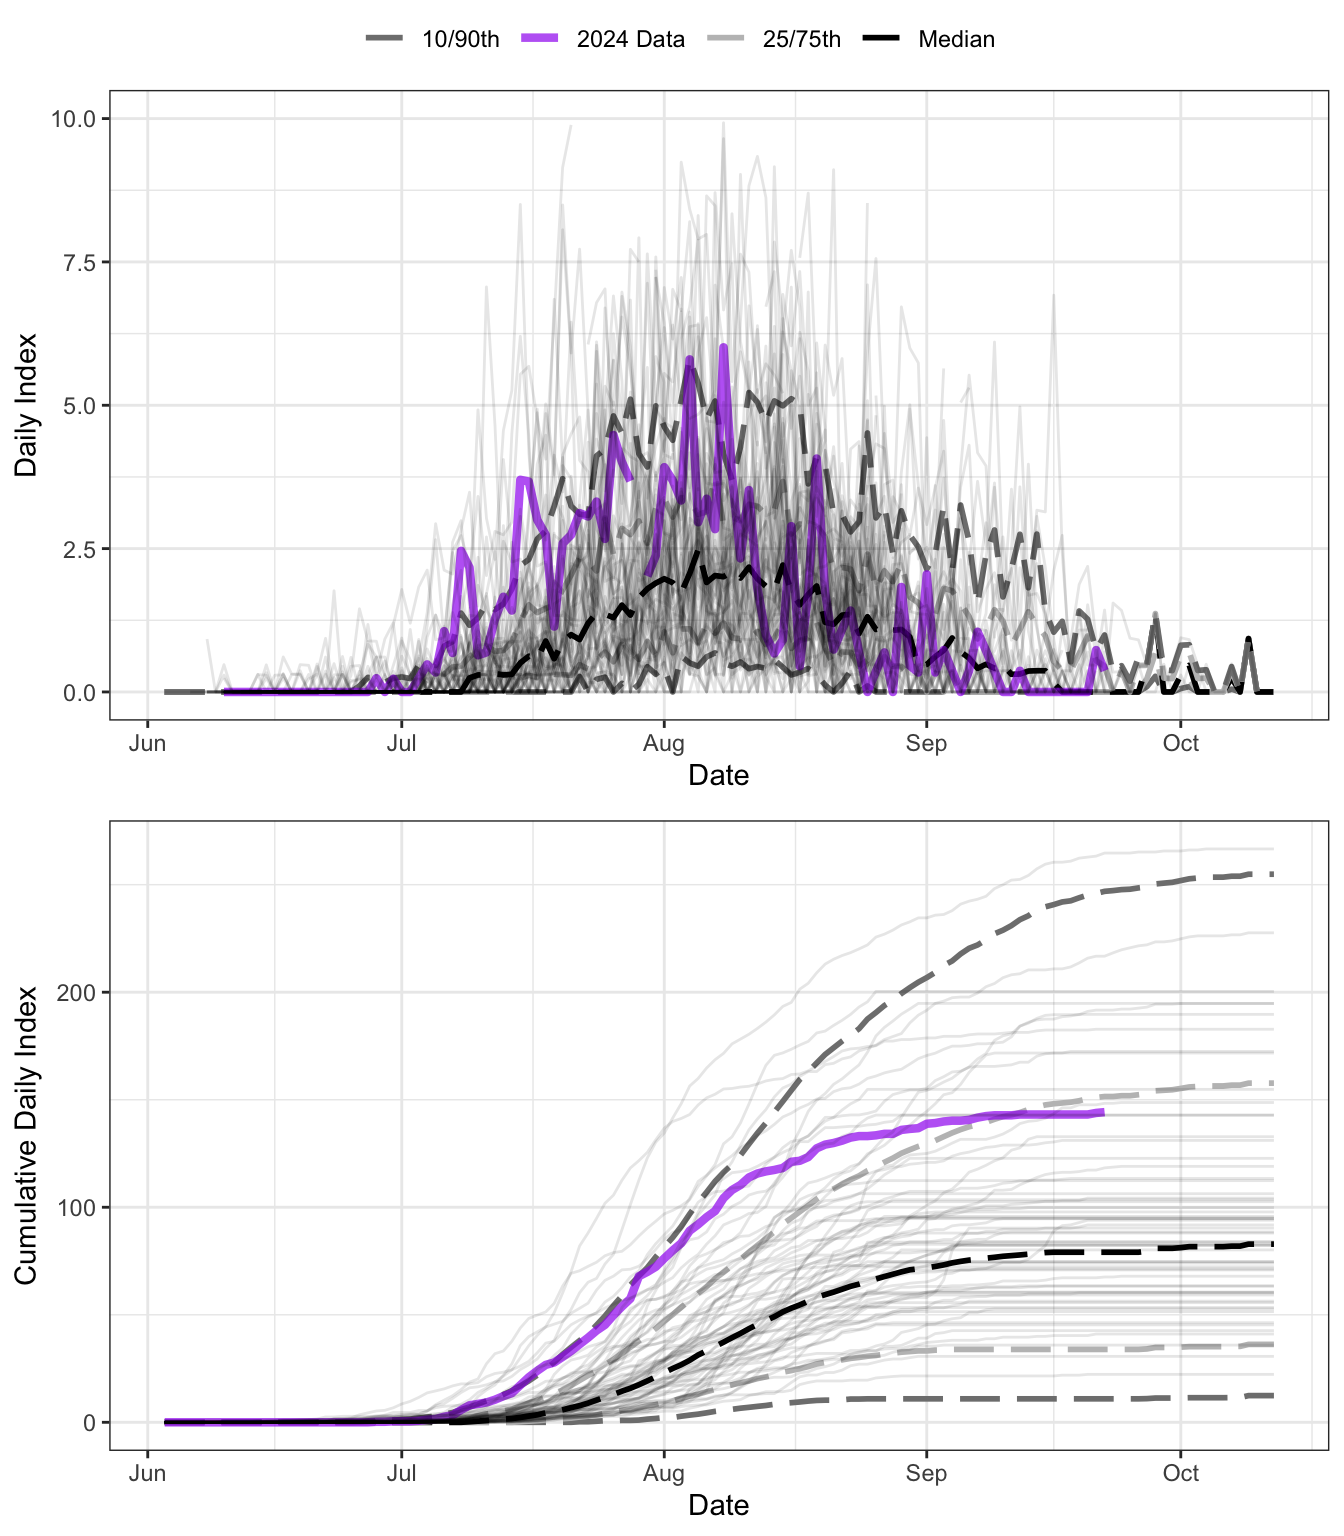 10/90th 2024 Data 25/75th Median
10.0
7.5
5.0
2.5
0.0
Daily Index
Jun Jul Aug Sep Oct
Date
200
100
0
Cumulative Daily Index
Jun Jul Aug Sep Oct
Date